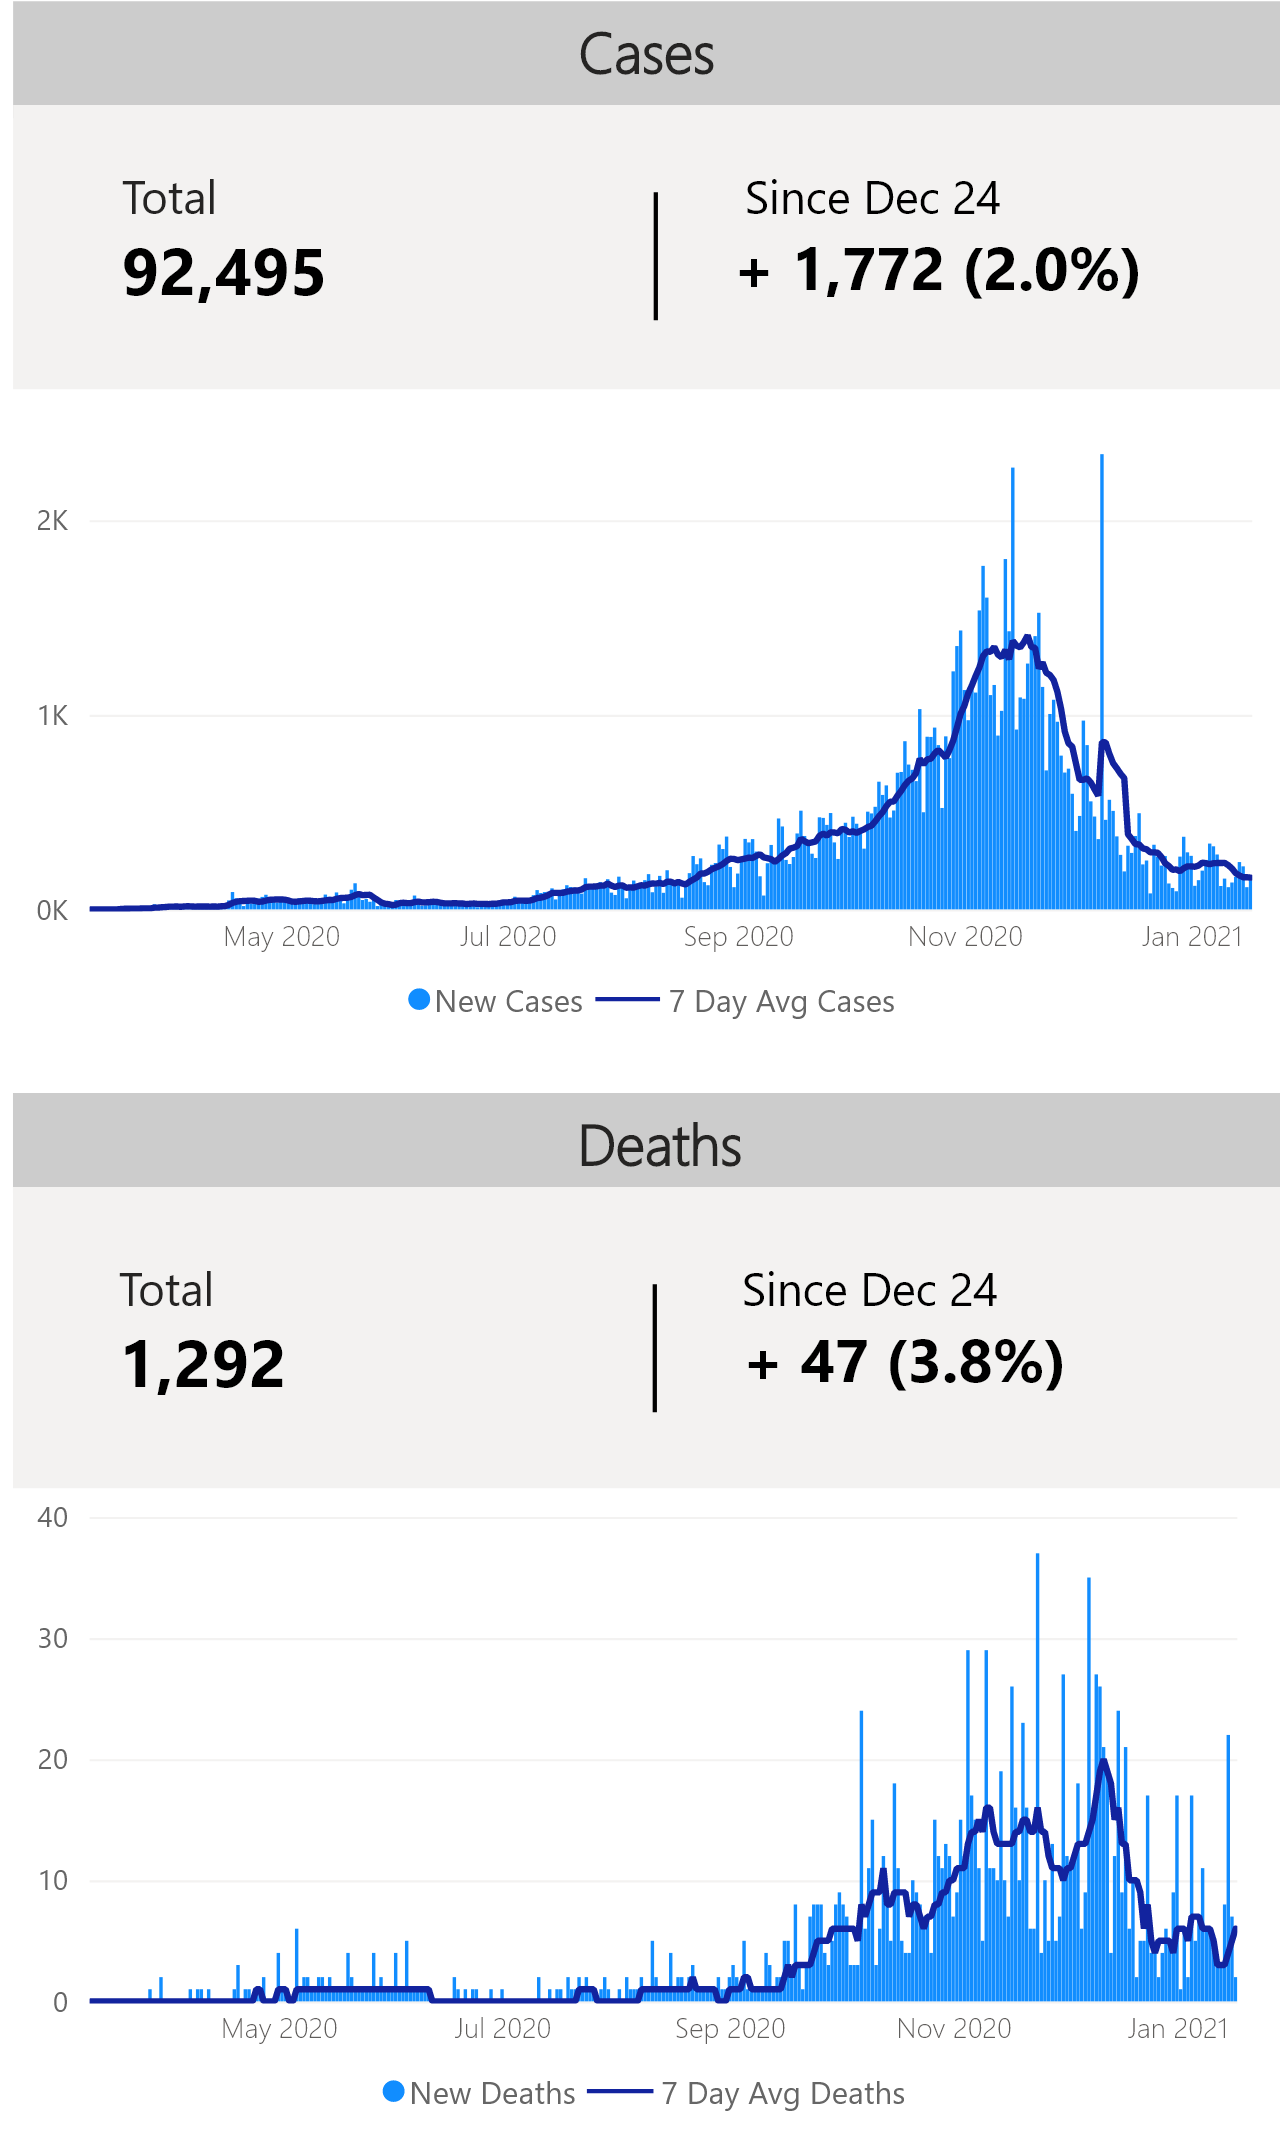 Cases
Total
Since Dec 24
92,495
+ 1,772 (2.0%)
2K
1K
0K
May 2020
Jul 2020
Sep 2020
Nov 2020
Jan 2021
New Cases
7 Day Avg Cases
Deaths
Total
Since Dec 24
1,292
+ 47 (3.8%)
40
30
20
10
0
May 2020
Jul 2020
Sep 2020
Nov 2020
Jan 2021
New Deaths
7 Day Avg Deaths